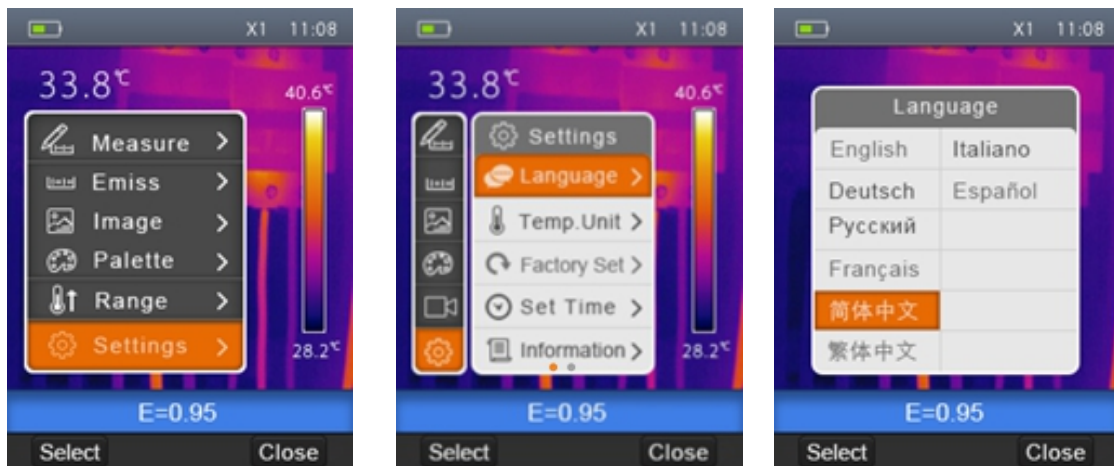 X1 11:08
33.8℃
40.6℃
Measure
Emiss
Image
Palette
Range
Settings
28.2℃
E=0.95
Select Close
X1 11:08
33.8℃
40.6℃
Settings
Language
Temp.Unit
Factory Set
Set Time
Information
28.2℃
E=0.95
Select Close
X1 11:08
Language
English Italiano
Deutsch Español
Русский
Français
简体中文
繁体中文
E=0.95
Select Close